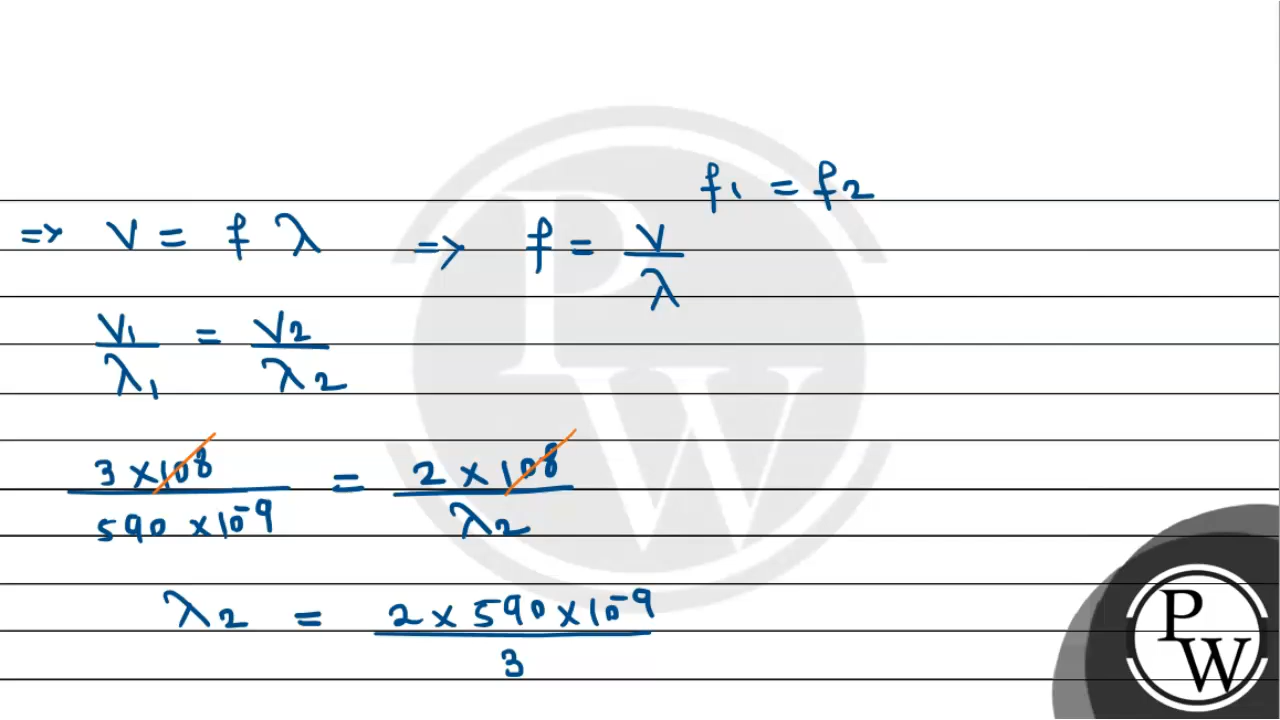 f₁ = f₂
⇒ v = f λ ⇒ f = v/λ
v₁/λ₁ = v₂/λ₂
3 × 10⁸ / 590 × 10⁻⁹ = 2 × 10⁸ / λ₂
λ₂ = 2 × 590 × 10⁻⁹ / 3
P
W
P
W